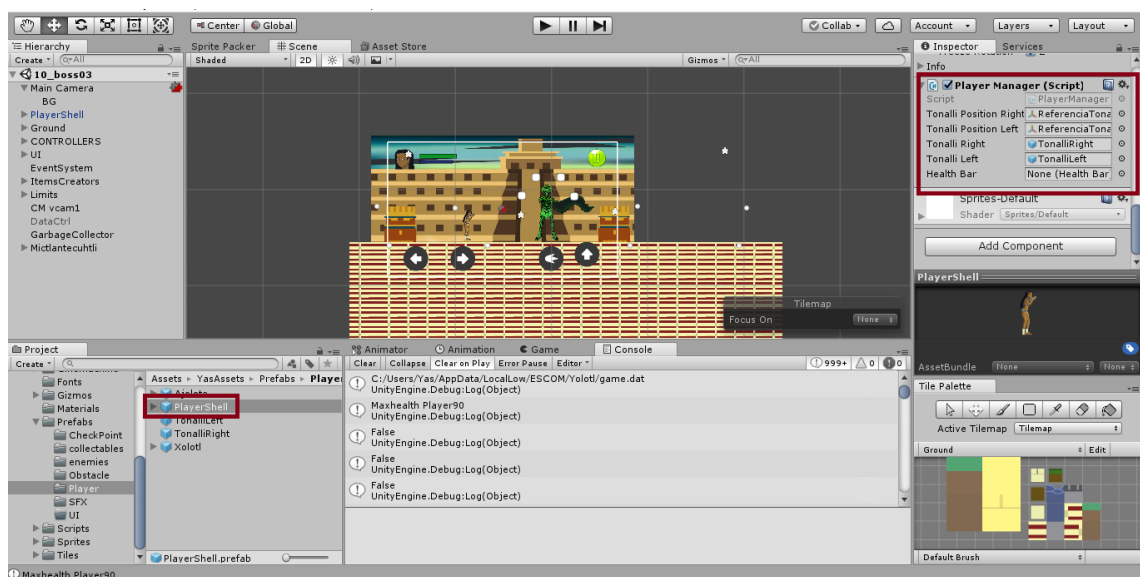 Center Global Collab Account Layers Layout
Hierarchy Sprite Packer Scene Asset Store Inspector Services
Create All Shaded 2D Gizmos All
10_boss03
Main Camera
BG
PlayerShell
Ground
CONTROLLERS
UI
EventSystem
ItemsCreators
Limits
CM vcam1
DataCtrl
GarbageCollector
Mictlantecuhtli
Tilemap
Focus On None
Info
Player Manager (Script)
Script PlayerManager
Tonalli Position Right ReferenciaTona
Tonalli Position Left ReferenciaTona
Tonalli Right TonalliRight
Tonalli Left TonalliLeft
Health Bar None (Health Bar
Sprites-Default
Shader Sprites/Default
Add Component
PlayerShell
AssetBundle None None
Project
Create
Fonts
Gizmos
Materials
Prefabs
CheckPoint
collectables
enemies
Obstacle
Player
SFX
UI
Scripts
Sprites
Tiles
Assets YasAssets Prefabs Player
PlayerShell
TonalliLeft
TonalliRight
Xolotl
PlayerShell.prefab
Animator Animation Game Console
Clear Collapse Clear on Play Error Pause Editor 999+ 0 0
C:/Users/Yas/AppData/LocalLow/ESCOM/Yolotl/game.dat
UnityEngine.Debug:Log(Object)
Maxhealth Player90
UnityEngine.Debug:Log(Object)
False
UnityEngine.Debug:Log(Object)
False
UnityEngine.Debug:Log(Object)
False
UnityEngine.Debug:Log(Object)
Tile Palette
Active Tilemap Tilemap
Ground Edit
Default Brush
Maxhealth Player90